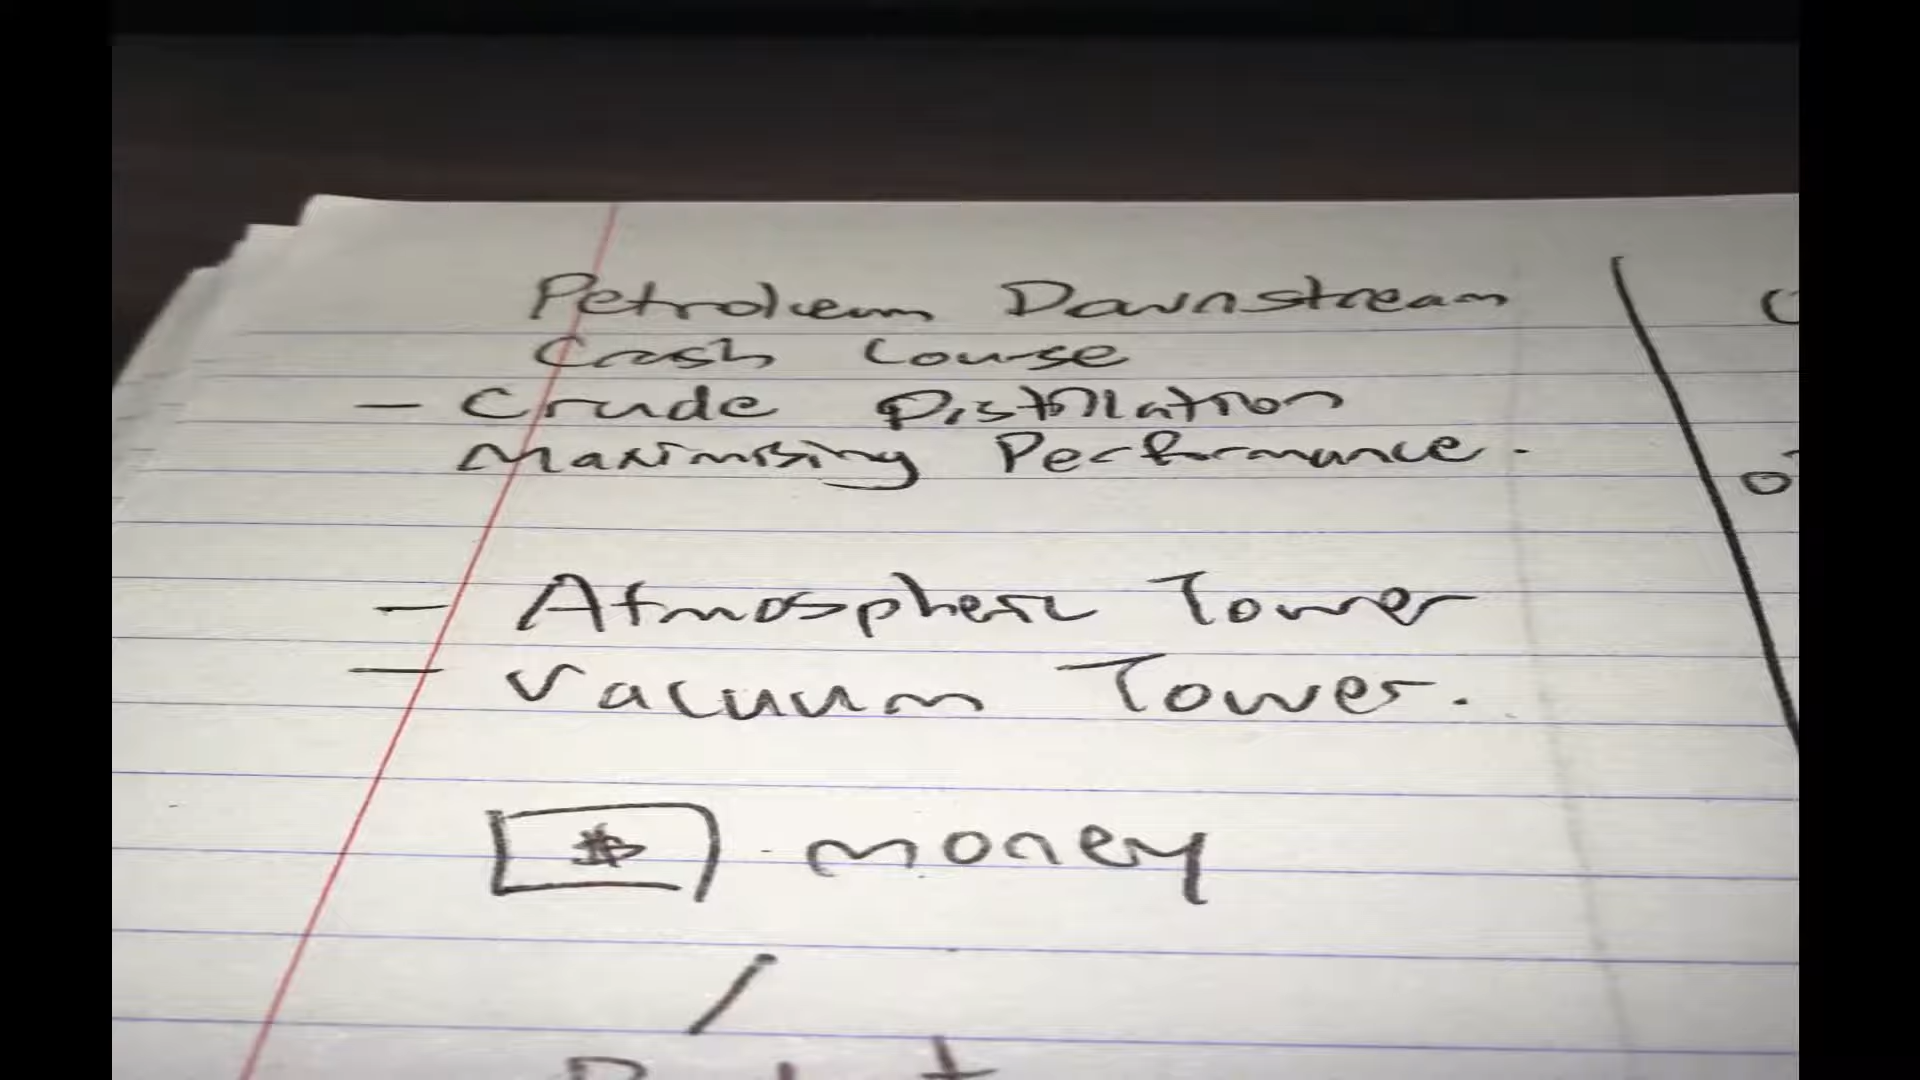 Petroleum Downstream
Crash Course
- Crude Distillation
Maximising Performance.
- Atmospheric Tower
- Vacuum Tower.
$ - money
/